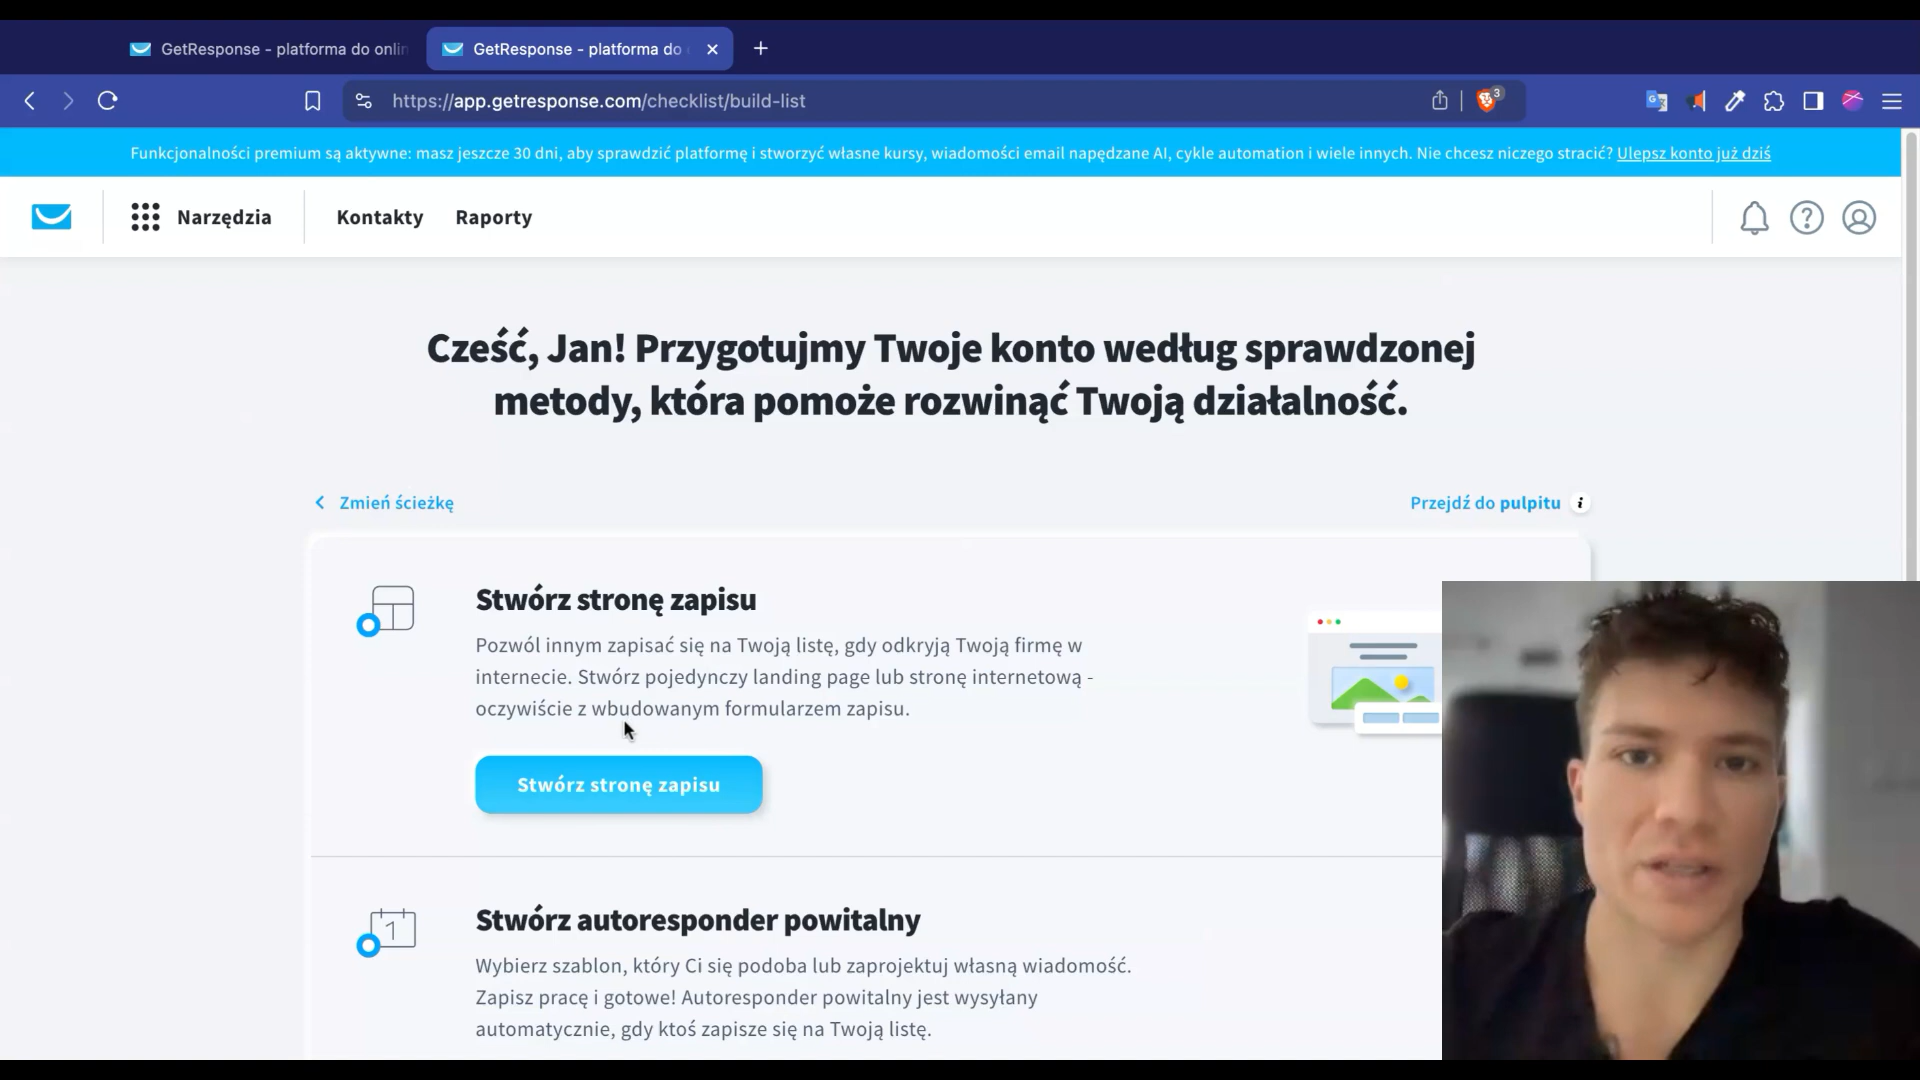 GetResponse - platforma do onlin
GetResponse - platforma do
https://app.getresponse.com/checklist/build-list
3
Funkcjonalności premium są aktywne: masz jeszcze 30 dni, aby sprawdzić platformę i stworzyć własne kursy, wiadomości email napędzane AI, cykle automation i wiele innych. Nie chcesz niczego stracić? Ulepsz konto już dziś
Narzędzia
Kontakty
Raporty
Cześć, Jan! Przygotujmy Twoje konto według sprawdzonej
metody, która pomoże rozwinąć Twoją działalność.
Zmień ścieżkę
Przejdź do pulpitu
Stwórz stronę zapisu
Pozwól innym zapisać się na Twoją listę, gdy odkryją Twoją firmę w
internecie. Stwórz pojedynczy landing page lub stronę internetową -
oczywiście z wbudowanym formularzem zapisu.
Stwórz stronę zapisu
1
Stwórz autoresponder powitalny
Wybierz szablon, który Ci się podoba lub zaprojektuj własną wiadomość.
Zapisz pracę i gotowe! Autoresponder powitalny jest wysyłany
automatycznie, gdy ktoś zapisze się na Twoją listę.